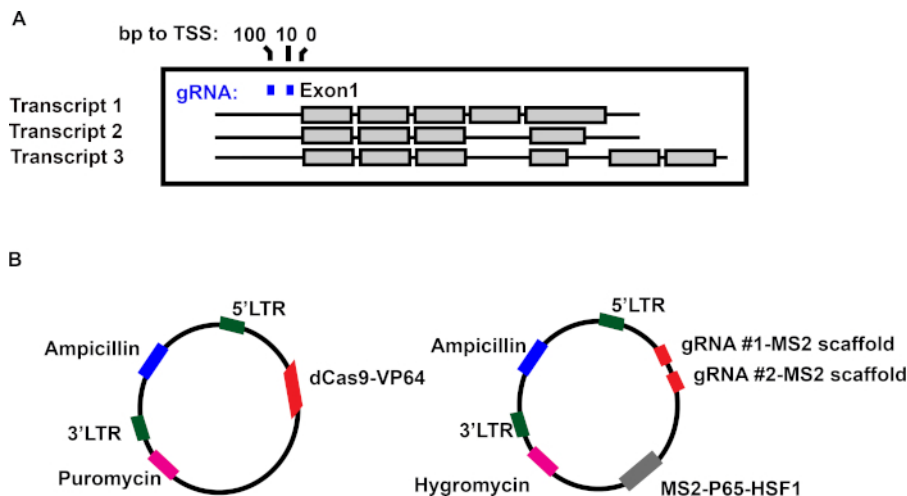 A
bp to TSS: 100 10 0
gRNA: Exon1
Transcript 1
Transcript 2
Transcript 3
B
5'LTR
Ampicillin
dCas9-VP64
3'LTR
Puromycin
5'LTR
Ampicillin
gRNA #1-MS2 scaffold
gRNA #2-MS2 scaffold
3'LTR
Hygromycin
MS2-P65-HSF1